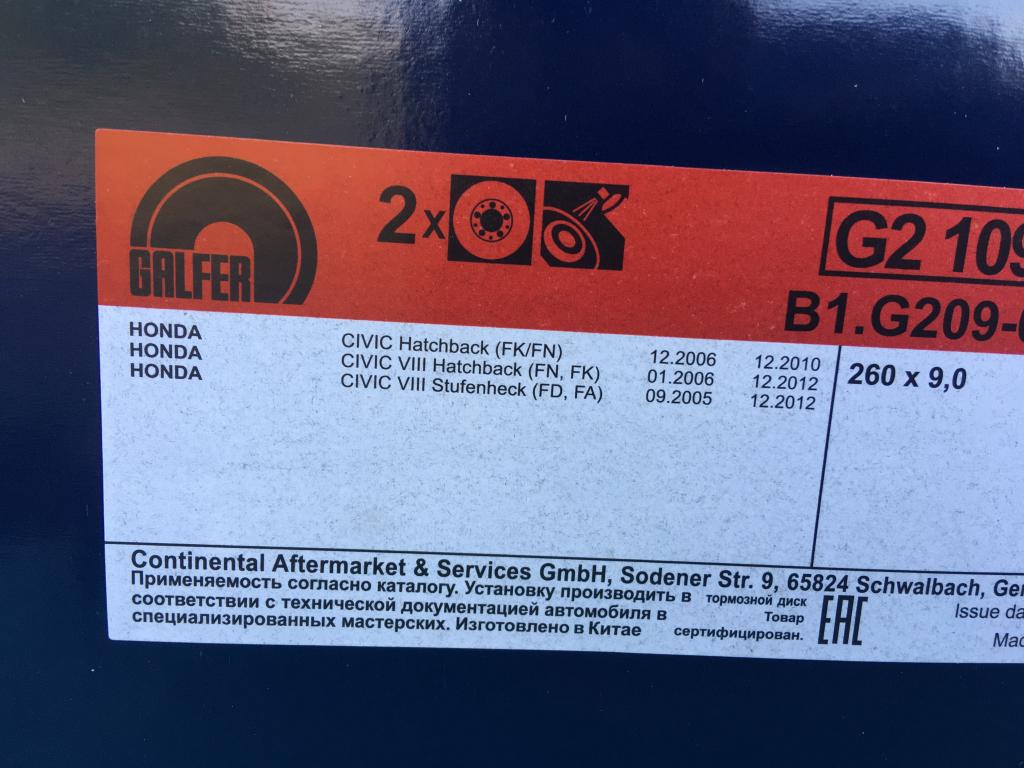 GALFER
2x
G2 109
B1.G209-
HONDA CIVIC Hatchback (FK/FN) 12.2006 12.2010
HONDA CIVIC VIII Hatchback (FN, FK) 01.2006 12.2012
HONDA CIVIC VIII Stufenheck (FD, FA) 09.2005 12.2012
260 x 9,0
Continental Aftermarket & Services GmbH, Sodener Str. 9, 65824 Schwalbach, Ger
Применяемость согласно каталогу. Установку производить в
соответствии с технической документацией автомобиля в
специализированных мастерских. Изготовлено в Китае
тормозной диск
Товар
сертифицирован.
EAC
Issue da
Mad